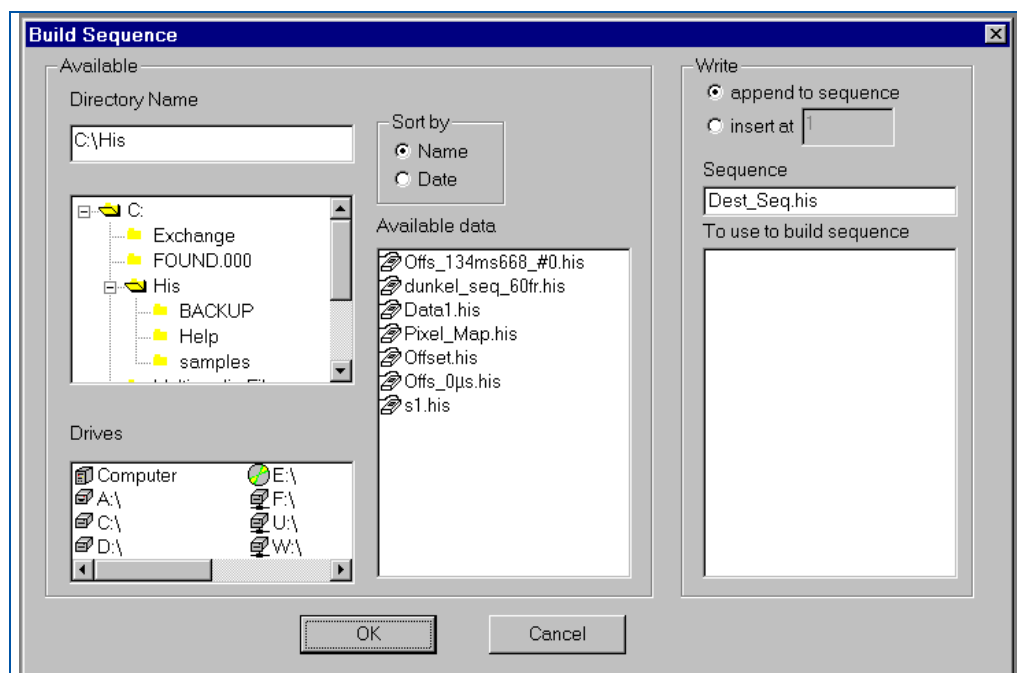 Build Sequence
Available
Directory Name
C:\His
Sort by
Name
Date
C:
Exchange
FOUND.000
His
BACKUP
Help
samples
Drives
Computer
A:\
C:\
D:\
E:\
F:\
U:\
W:\
Available data
Offs_134ms668_#0.his
dunkel_seq_60fr.his
Data1.his
Pixel_Map.his
Offset.his
Offs_0µs.his
s1.his
Write
append to sequence
insert at 1
Sequence
Dest_Seq.his
To use to build sequence
OK
Cancel